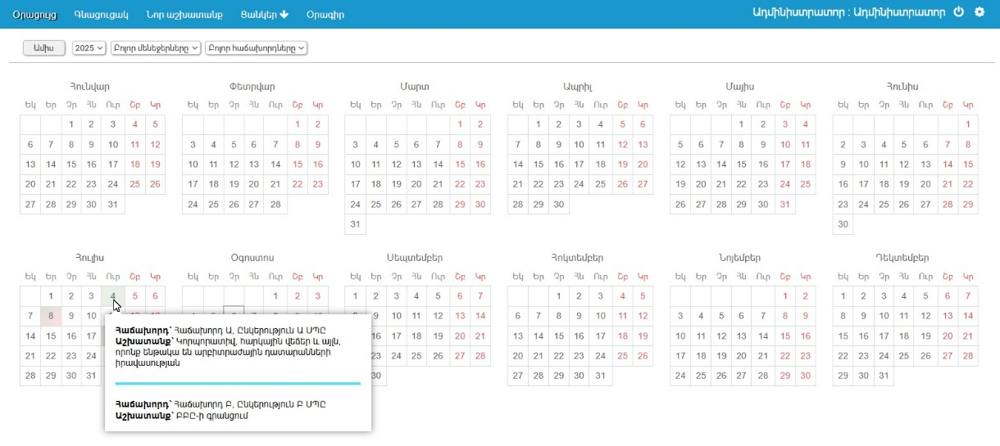 Օրացույց Գնացուցակ Նոր աշխատանք Ցանկեր Օրագիր Ադմինիստրատոր : Ադմինիստրատոր
Ամիս 2025 Բոլոր մենեջերները Բոլոր հաճախորդները
Հունվար Փետրվար Մարտ Ապրիլ Մայիս Հունիս
Եկ Եր Չր Հն Ուր Շբ Կր Եկ Եր Չր Հն Ուր Շբ Կր Եկ Եր Չր Հն Ուր Շբ Կր Եկ Եր Չր Հն Ուր Շբ Կր Եկ Եր Չր Հն Ուր Շբ Կր Եկ Եր Չր Հն Ուր Շբ Կր
1 2 3 4 5 1 2 1 2 1 2 3 4 5 6 1 2 3 4 1
6 7 8 9 10 11 12 3 4 5 6 7 8 9 3 4 5 6 7 8 9 7 8 9 10 11 12 13 5 6 7 8 9 10 11 2 3 4 5 6 7 8
13 14 15 16 17 18 19 10 11 12 13 14 15 16 10 11 12 13 14 15 16 14 15 16 17 18 19 20 12 13 14 15 16 17 18 9 10 11 12 13 14 15
20 21 22 23 24 25 26 17 18 19 20 21 22 23 17 18 19 20 21 22 23 21 22 23 24 25 26 27 19 20 21 22 23 24 25 16 17 18 19 20 21 22
27 28 29 30 31 24 25 26 27 28 24 25 26 27 28 29 30 28 29 30 26 27 28 29 30 31 23 24 25 26 27 28 29
31 30
Հուլիս Օգոստոս Սեպտեմբեր Հոկտեմբեր Նոյեմբեր Դեկտեմբեր
Եկ Եր Չր Հն Ուր Շբ Կր Եկ Եր Չր Հն Ուր Շբ Կր Եկ Եր Չր Հն Ուր Շբ Կր Եկ Եր Չր Հն Ուր Շբ Կր Եկ Եր Չր Հն Ուր Շբ Կր Եկ Եր Չր Հն Ուր Շբ Կր
1 2 3 4 5 6 1 2 3 1 2 3 4 5 6 7 1 2 3 4 5 1 2 1 2 3 4 5 6 7
7 8 9 10 9 10 11 12 13 14 6 7 8 9 10 11 12 3 4 5 6 7 8 9 8 9 10 11 12 13 14
14 15 16 17 16 17 18 19 20 21 13 14 15 16 17 18 19 10 11 12 13 14 15 16 15 16 17 18 19 20 21
21 22 23 24 23 24 25 26 27 28 20 21 22 23 24 25 26 17 18 19 20 21 22 23 22 23 24 25 26 27 28
28 29 30 31 30 27 28 29 30 31 24 25 26 27 28 29 30 29 30 31
Հաճախորդ՝ Հաճախորդ Ա, Ընկերություն Ա ՍՊԸ
Աշխատանք՝ Կորպորատիվ, հարկային վեճեր և այլն,
որոնք ենթակա են արբիտրաժային դատարանների
իրավասության
Հաճախորդ՝ Հաճախորդ Բ, Ընկերություն Բ ՍՊԸ
Աշխատանք՝ ԲԲԸ-ի գրանցում